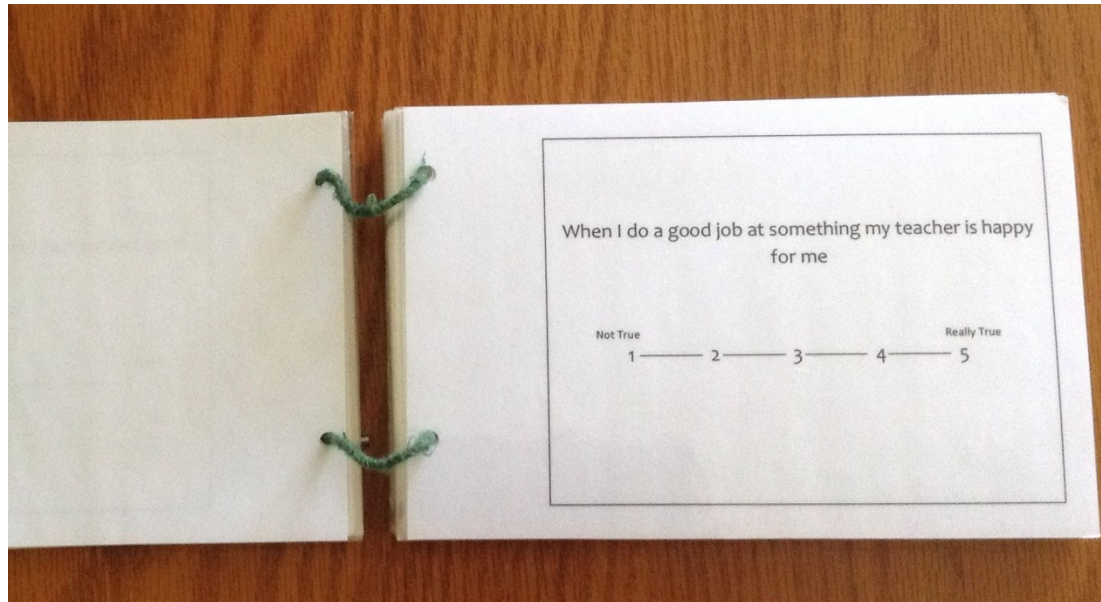 When I do a good job at something my teacher is happy
for me
Not True Really True
1 2 3 4 5